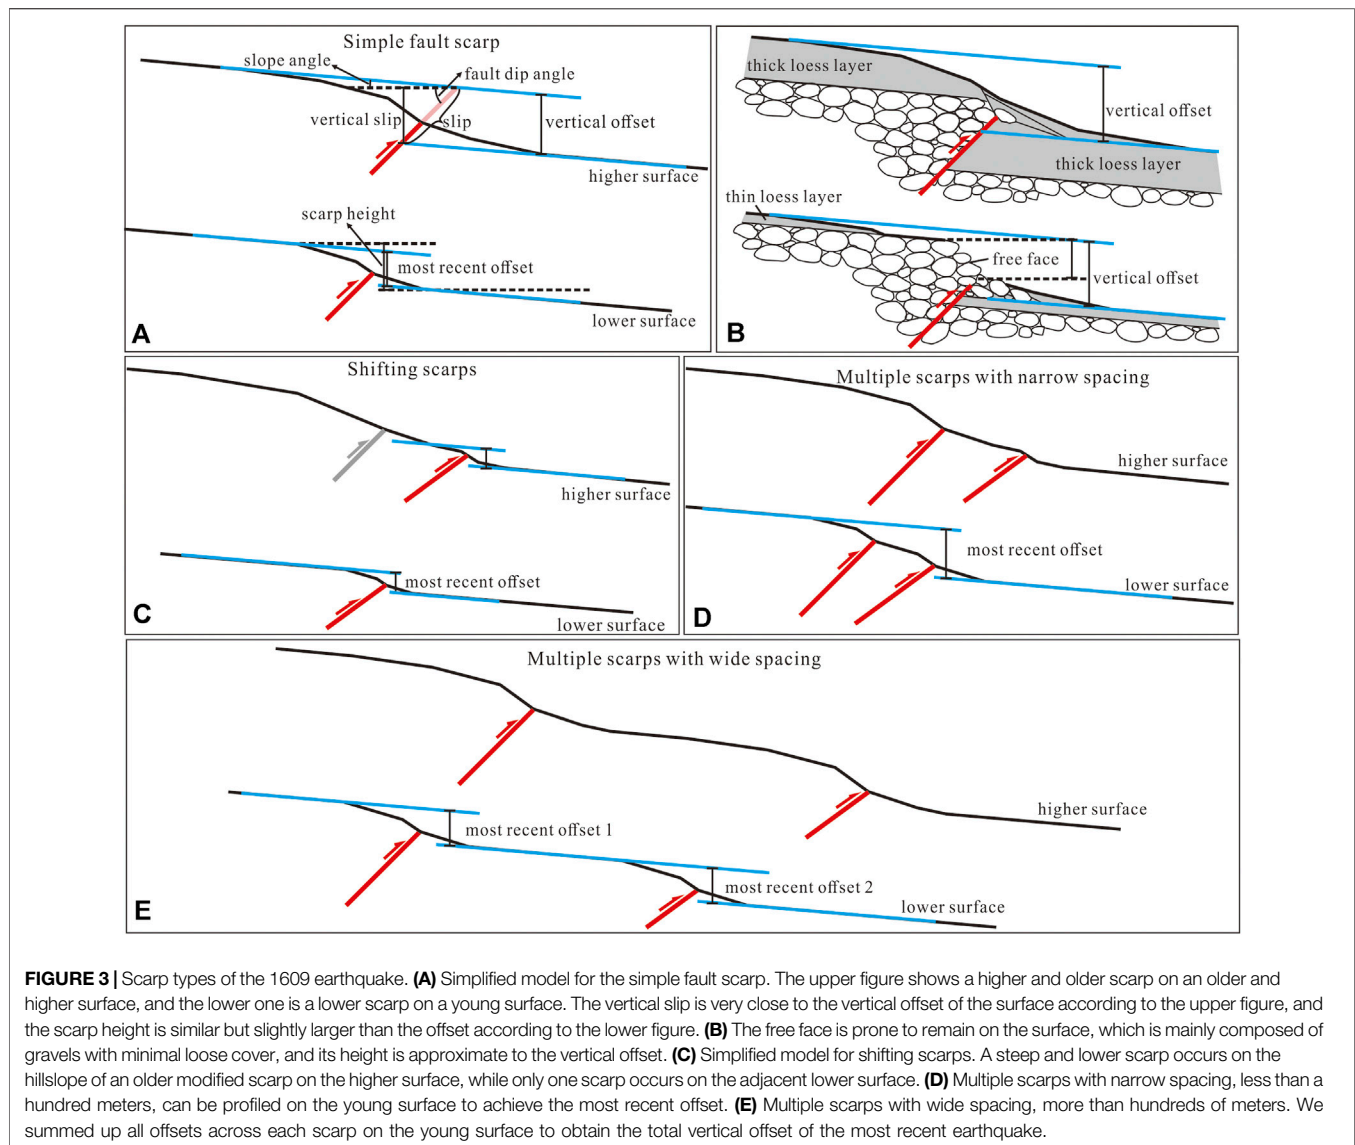 Simple fault scarp
slope angle
fault dip angle
vertical slip
slip
vertical offset
higher surface
scarp height
most recent offset
lower surface
A
thick loess layer
vertical offset
thick loess layer
thin loess layer
free face
vertical offset
B
Shifting scarps
higher surface
most recent offset
lower surface
C
Multiple scarps with narrow spacing
higher surface
most recent offset
lower surface
D
Multiple scarps with wide spacing
higher surface
most recent offset 1
most recent offset 2
lower surface
E
FIGURE 3 | Scarp types of the 1609 earthquake. (A) Simplified model for the simple fault scarp. The upper figure shows a higher and older scarp on an older and
higher surface, and the lower one is a lower scarp on a young surface. The vertical slip is very close to the vertical offset of the surface according to the upper figure, and
the scarp height is similar but slightly larger than the offset according to the lower figure. (B) The free face is prone to remain on the surface, which is mainly composed of
gravels with minimal loose cover, and its height is approximate to the vertical offset. (C) Simplified model for shifting scarps. A steep and lower scarp occurs on the
hillslope of an older modified scarp on the higher surface, while only one scarp occurs on the adjacent lower surface. (D) Multiple scarps with narrow spacing, less than a
hundred meters, can be profiled on the young surface to achieve the most recent offset. (E) Multiple scarps with wide spacing, more than hundreds of meters. We
summed up all offsets across each scarp on the young surface to obtain the total vertical offset of the most recent earthquake.